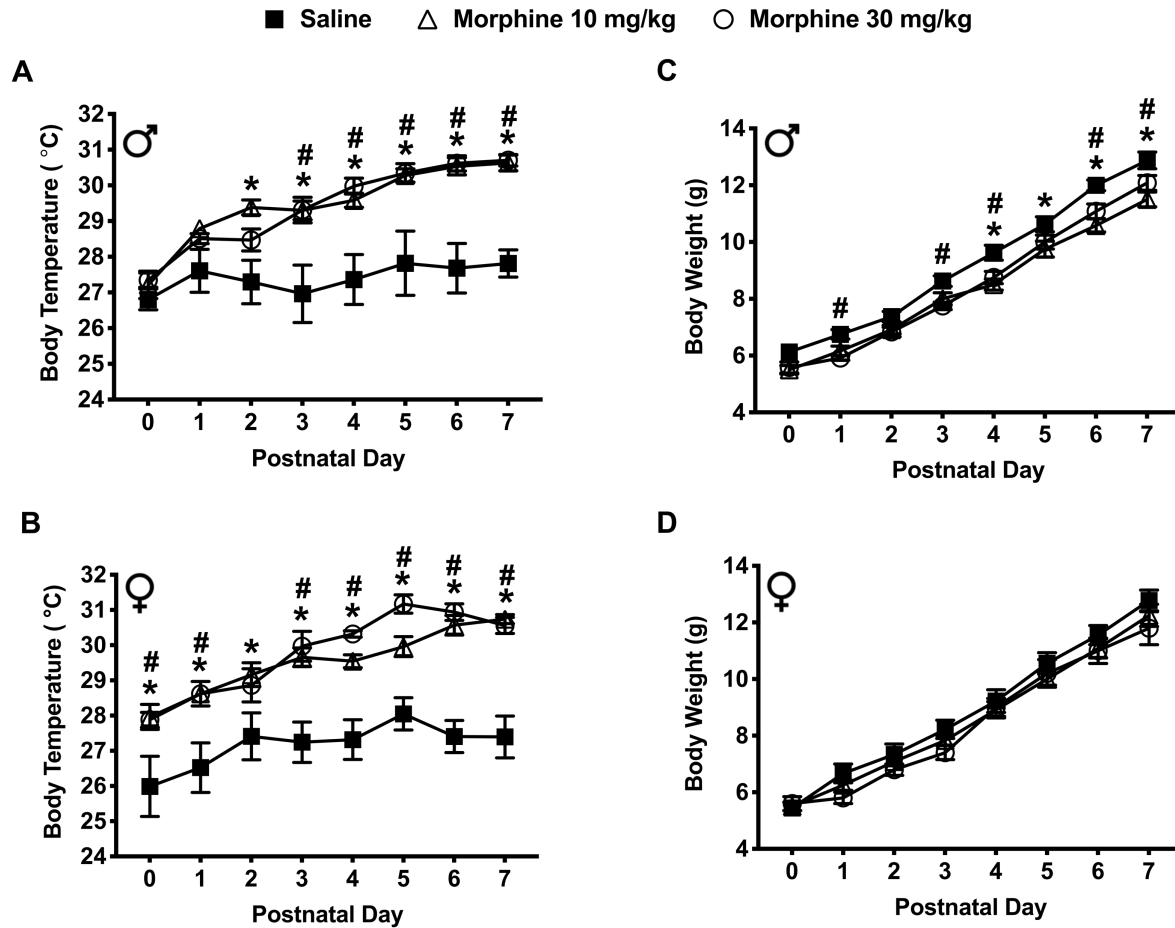 Saline Morphine 10 mg/kg Morphine 30 mg/kg
A
Body Temperature ( °C)
32
31
30
29
28
27
26
25
24
* # * # * # * # * # *
0 1 2 3 4 5 6 7
Postnatal Day
C
Body Weight (g)
14
12
10
8
6
4
# # # * * # * # *
0 1 2 3 4 5 6 7
Postnatal Day
B
Body Temperature ( °C)
32
31
30
29
28
27
26
25
24
# * # * * # * # * # * # * # *
0 1 2 3 4 5 6 7
Postnatal Day
D
Body Weight (g)
14
12
10
8
6
4
0 1 2 3 4 5 6 7
Postnatal Day